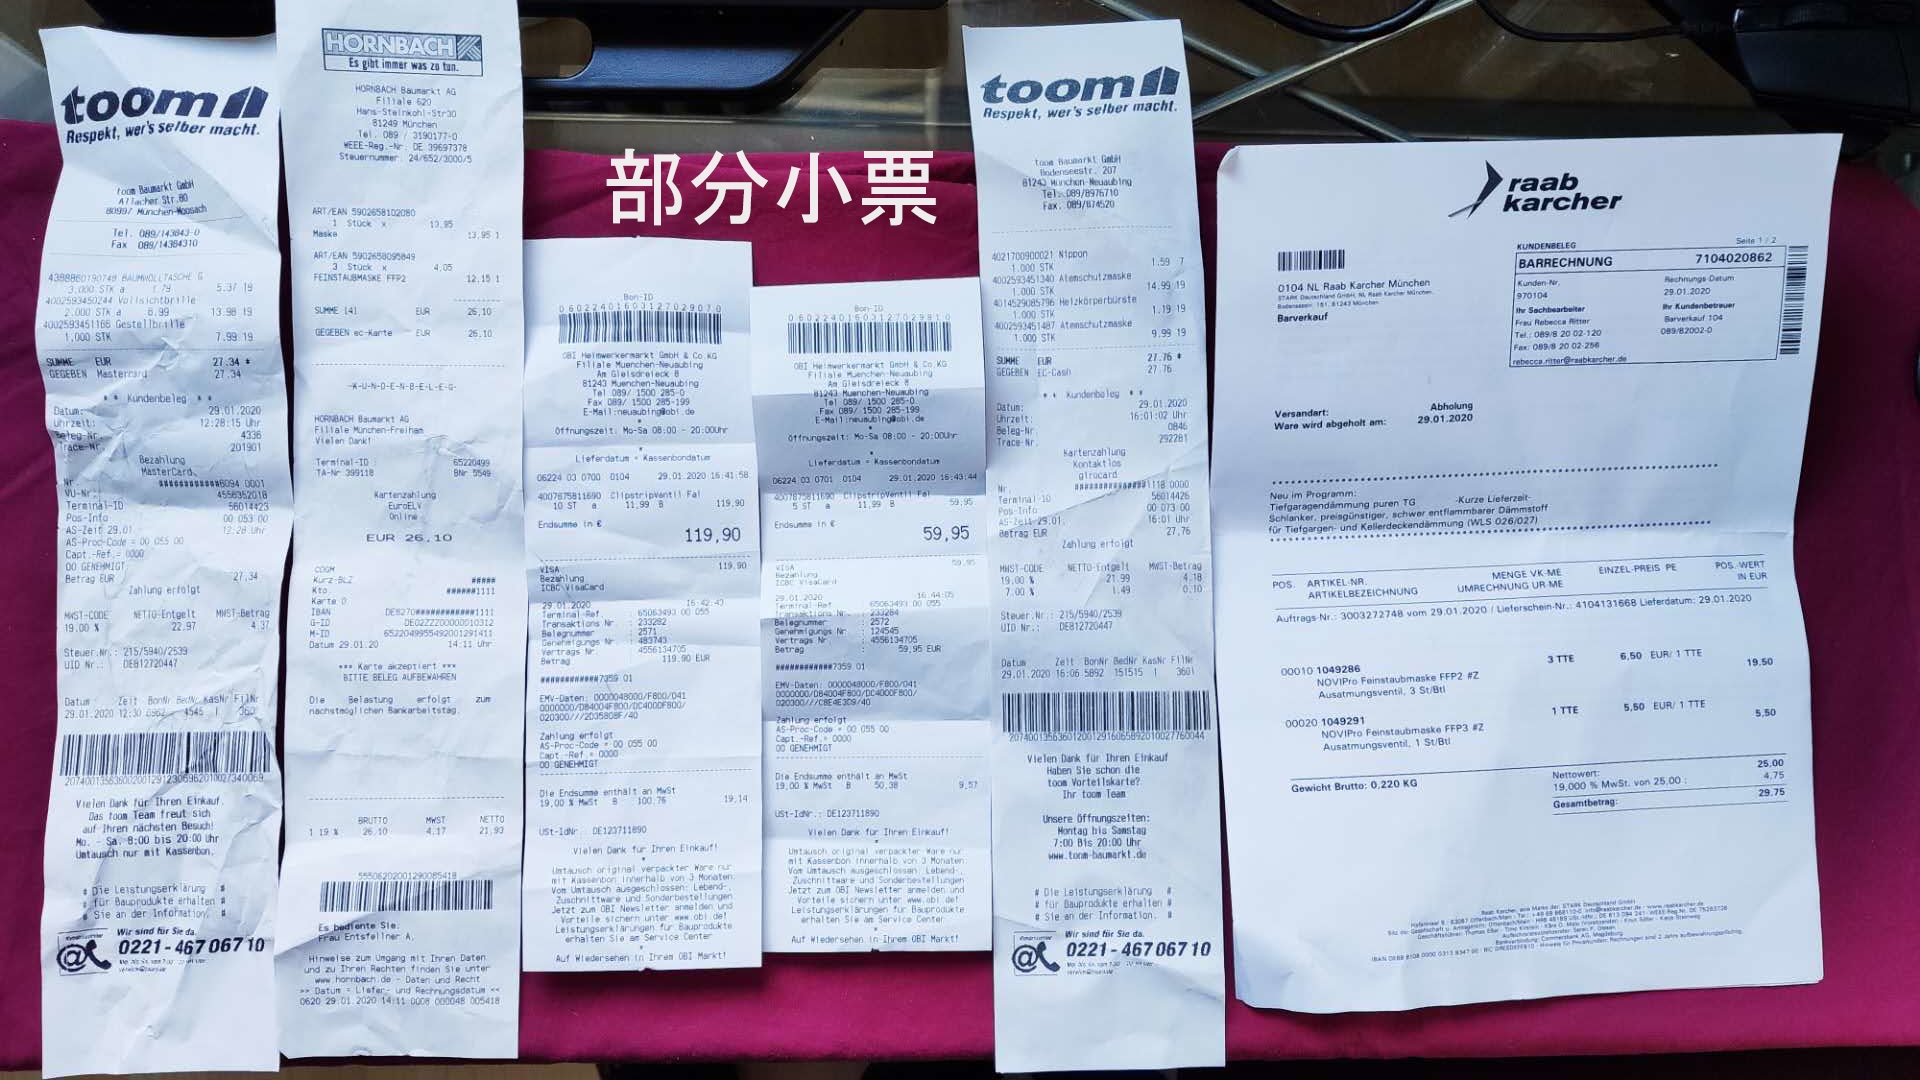 部分小票
toom
Respekt, wer's selber macht.
toom Baumarkt GmbH
Allacher Str. 80
80997 München-Moosach
Tel. 089/143843-0
Fax 089/14384310
4388860190748 BAUMWOLLTASCHE G
3,000 STK a 1.79 5.37 19
4002593450244 Vollsichtbrille
2.000 STK a 6.99 13.98 19
4002593451166 Gestellbrille
1,000 STK 7.99 19
SUMME EUR 27.34 *
GEGEBEN Mastercard 27.34
* * Kundenbeleg * *
Datum: 29.01.2020
Uhrzeit: 12:28:15 Uhr
Beleg-Nr. 4336
Trace-Nr. 201901
Bezahlung
MasterCard
Nr. ############6094 0001
VU-Nr. 4556352018
Terminal-ID 56014423
Pos-Info 00 053 00
AS-Zeit 29.01. 12:28 Uhr
AS-Proc-Code = 00 055 00
Capt.-Ref.= 0000
00 GENEHMIGT
Betrag EUR 27,34
Zahlung erfolgt
MWST-CODE NETTO-Entgelt MWST-Betrag
19.00 % 22.97 4.37
Steuer.Nr.: 215/5940/2539
UID Nr.: DE812720447
Datum Zeit BonNr BedNr KasNr FilNr
Vielen Dank für Ihren Einkauf.
Das toom Team freut sich
auf Ihren nächsten Besuch!
Mo. - Sa. 8:00 bis 20:00 Uhr
Umtausch nur mit Kassenbon.
# Die Leistungserklärung #
# für Bauprodukte erhalten #
# Sie an der Information. #
Wir sind für Sie da.
0221 - 467 067 10
HORNBACH
Es gibt immer was zu tun.
HORNBACH Baumarkt AG
Filiale 620
Hans-Steinkohl-Str30
81249 München
Tel. 089 / 3190177-0
WEEE-Reg.-Nr. DE 39697378
Steuernummer: 24/652/3000/5
ART/EAN 5902658102080
1 Stück x 13,95
Maske 13,95 1
ART/EAN 5902658095849
3 Stück x 4,05
FEINSTAUBMASKE FFP2 12,15 1
SUMME [4] EUR 26,10
GEGEBEN ec-Karte EUR 26,10
-K-U-N-D-E-N-B-E-L-E-G-
HORNBACH Baumarkt AG
Filiale München-Freiham
Vielen Dank!
Terminal-ID : 65220499
TA-Nr 399118 BNr 5549
Kartenzahlung
EuroELV
Online
EUR 26,10
Kurz-BLZ #####
Kto. ######1111
Karte 0
IBAN DE8270############1111
G-ID DE02ZZZ00000010312
M-ID 6522049955492001291411
Datum 29.01.20 14:11 Uhr
*** Karte akzeptiert ***
BITTE BELEG AUFBEWAHREN
Die Belastung erfolgt zum
nächstmöglichen Bankarbeitstag.
BRUTTO MWST NETTO
1 19 % 26,10 4,17 21,93
55506202001290085418
Es bediente Sie:
Frau Entsfellner A.
Hinweise zum Umgang mit Ihren Daten
und zu Ihren Rechten finden Sie unter
www.hornbach.de - Daten und Recht
>> Datum = Liefer- und Rechnungsdatum <<
0620 29.01.2020 14:11 0008 000048 005418
Bon-ID
0602240160312702907 0
OBI Heimwerkermarkt GmbH & Co.KG
Filiale Muenchen-Neuaubing
Am Gleisdreieck 8
81243 Muenchen-Neuaubing
Tel 089/ 1500 285-0
Fax 089/ 1500 285-199
E-Mail:neuaubing@obi.de
*
Öffnungszeit: Mo-Sa 08:00 - 20:00Uhr
*
Lieferdatum = Kassenbondatum
06224 03 0700 0104 29.01.2020 16:41:58
4007675811690 ClipstripVentil Fal
10 ST a 11,99 B 119,90
Endsumme in € 119,90
VISA 119,90
Bezahlung
ICBC VisaCard
29.01.2020 16:42:43
Terminal-Ref. : 65063493 00 055
Transaktions Nr. : 233282
Belegnummer : 2571
Genehmigungs Nr. : 483743
Vertrags Nr. : 4556134705
Betrag : 119,90 EUR
############7359 01
EMV-Daten: 0000048000/F800/041
0000000/D84004F800/DC4000F800/
020300///2D35808F/40
Zahlung erfolgt
AS-Proc-Code = 00 055 00
Capt.-Ref.= 0000
00 GENEHMIGT
Die Endsumme enthält an MwSt
19,00 % MwSt B 100,76 19,14
USt-IdNr.: DE123711890
Vielen Dank für Ihren Einkauf!
*
Umtausch original verpackter Ware nur
mit Kassenbon innerhalb von 3 Monaten.
Vom Umtausch ausgeschlossen: Lebend-,
Zuschnittware und Sonderbestellungen
Jetzt zum OBI Newsletter anmelden und
Vorteile sichern unter www.obi.de!
Leistungserklärungen für Bauprodukte
erhalten Sie am Service Center
*
Auf Wiedersehen in Ihrem OBI Markt!
Bon-ID
OBI Heimwerkermarkt GmbH & Co.KG
Filiale Muenchen-Neuaubing
Am Gleisdreieck 8
81243 Muenchen-Neuaubing
Tel 089/ 1500 285-0
Fax 089/ 1500 285-199
E-Mail:neuaubing@obi.de
*
Öffnungszeit: Mo-Sa 08:00 - 20:00Uhr
*
Lieferdatum = Kassenbondatum
06224 03 0701 0104 29.01.2020 16:43:44
4007675811690 ClipstripVentil Fal
5 ST a 11,99 B 59,95
Endsumme in € 59,95
VISA 59,95
Bezahlung
ICBC VisaCard
29.01.2020 16:44:05
Terminal-Ref. : 65063493 00 055
Transaktions Nr. : 233284
Belegnummer : 2572
Genehmigungs Nr. : 124545
Vertrags Nr. : 4556134705
Betrag : 59,95 EUR
############7359 01
EMV-Daten: 0000048000/F800/041
0000000/D84004F800/DC4000F800/
020300///C8E4E3C9/40
Zahlung erfolgt
AS-Proc-Code = 00 055 00
Capt.-Ref.= 0000
00 GENEHMIGT
Die Endsumme enthält an MwSt
19,00 % MwSt B 50,38 9,57
USt-IdNr.: DE123711890
Vielen Dank für Ihren Einkauf!
*
Umtausch original verpackter Ware nur
mit Kassenbon innerhalb von 3 Monaten.
Vom Umtausch ausgeschlossen: Lebend-,
Zuschnittware und Sonderbestellungen
Jetzt zum OBI Newsletter anmelden und
Vorteile sichern unter www.obi.de!
Leistungserklärungen für Bauprodukte
erhalten Sie am Service Center
*
Auf Wiedersehen in Ihrem OBI Markt!
toom
Respekt, wer's selber macht.
toom Baumarkt GmbH
Bodenseestr. 207
81243 München-Neuaubing
Tel.:089/8976710
Fax. 089/874520
4021700900021 Nippon
1.000 STK 1.59 7
4002593451340 Atemschutzmaske
1.000 STK 14.99 19
4014529085796 Heizkörperbürste
1.000 STK 1.19 19
4002593451487 Atemschutzmaske
1.000 STK 9.99 19
SUMME EUR 27.76 *
GEGEBEN EC-Cash 27.76
* * Kundenbeleg * *
Datum: 29.01.2020
Uhrzeit: 16:01:02 Uhr
Beleg-Nr. 0846
Trace-Nr. 292281
Kartenzahlung
Kontaktlos
girocard
Nr. ###############1118 0000
Terminal-ID 56014426
Pos-Info 00 073 00
AS-Zeit 29.01. 16:01 Uhr
Betrag EUR 27,76
Zahlung erfolgt
MWST-CODE NETTO-Entgelt MWST-Betrag
19.00 % 21.99 4.18
7.00 % 1.49 0.10
Steuer.Nr.: 215/5940/2539
UID Nr.: DE812720447
Datum Zeit BonNr BedNr KasNr FilNr
29.01.2020 16:06 5892 151515 1 3601
Vielen Dank für Ihren Einkauf
Haben Sie schon die
toom Vorteilskarte?
Ihr toom Team
Unsere Öffnungszeiten:
Montag bis Samstag
7:00 Bis 20:00 Uhr
www.toom-baumarkt.de
# Die Leistungserklärung #
# für Bauprodukte erhalten #
# Sie an der Information. #
Wir sind für Sie da.
0221 - 467 067 10
raab
karcher
Seite 1 / 2
KUNDENBELEG
BARRECHNUNG 7104020862
Kunden-Nr. Rechnungs-Datum
970104 29.01.2020
Ihr Sachbearbeiter Ihr Kundenbetreuer
Frau Rebecca Ritter Barverkauf 104
Tel.: 089/8 20 02-120 089/82002-0
Fax: 089/8 20 02-256
rebecca.ritter@raabkarcher.de
0104 NL Raab Karcher München
STARK Deutschland GmbH, NL Raab Karcher München,
Bodenseestr. 161, 81243 München
Barverkauf
Versandart: Abholung
Ware wird abgeholt am: 29.01.2020
Neu im Programm:
Tiefgaragendämmung puren TG -Kurze Lieferzeit-
Schlanker, preisgünstiger, schwer entflammbarer Dämmstoff
für Tiefgargen- und Kellerdeckendämmung (WLS 026/027)
POS. ARTIKEL-NR. MENGE VK-ME EINZEL-PREIS PE POS.-WERT
ARTIKELBEZEICHNUNG UMRECHNUNG UR-ME IN EUR
Auftrags-Nr.: 3003272748 vom 29.01.2020 / Lieferschein-Nr.: 4104131668 Lieferdatum: 29.01.2020
00010 1049286 3 TTE 6,50 EUR/ 1 TTE 19.50
NOVIPro Feinstaubmaske FFP2 #Z
Ausatmungsventil, 3 St/Btl
00020 1049291 1 TTE 5,50 EUR/ 1 TTE 5,50
NOVIPro Feinstaubmaske FFP3 #Z
Ausatmungsventil, 1 St/Btl
Gewicht Brutto: 0,220 KG
Nettowert: 25.00
19,000 % MwSt. von 25,00 : 4.75
Gesamtbetrag: 29.75